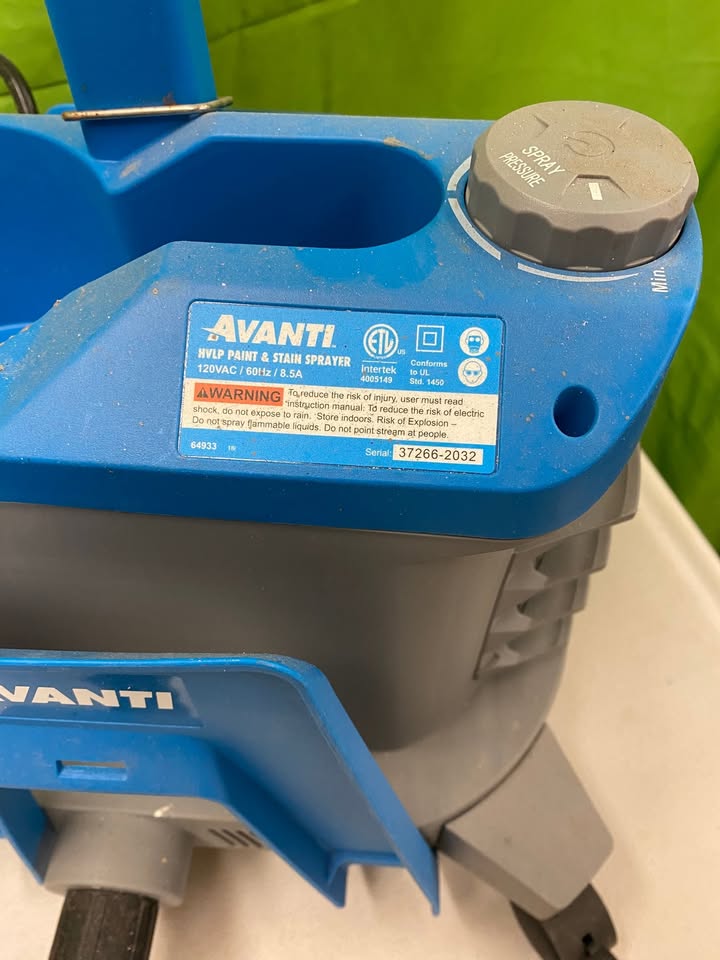 SPRAY
PRESSURE
Min.
AVANTI
HVLP PAINT & STAIN SPRAYER
120VAC / 60Hz / 8.5A
ETL
US
Intertek
4005149
Conforms
to UL
Std. 1450
WARNING To reduce the risk of injury, user must read
instruction manual. To reduce the risk of electric
shock, do not expose to rain. Store indoors. Risk of Explosion –
Do not spray flammable liquids. Do not point stream at people.
64933
Serial: 37266-2032
VANTI